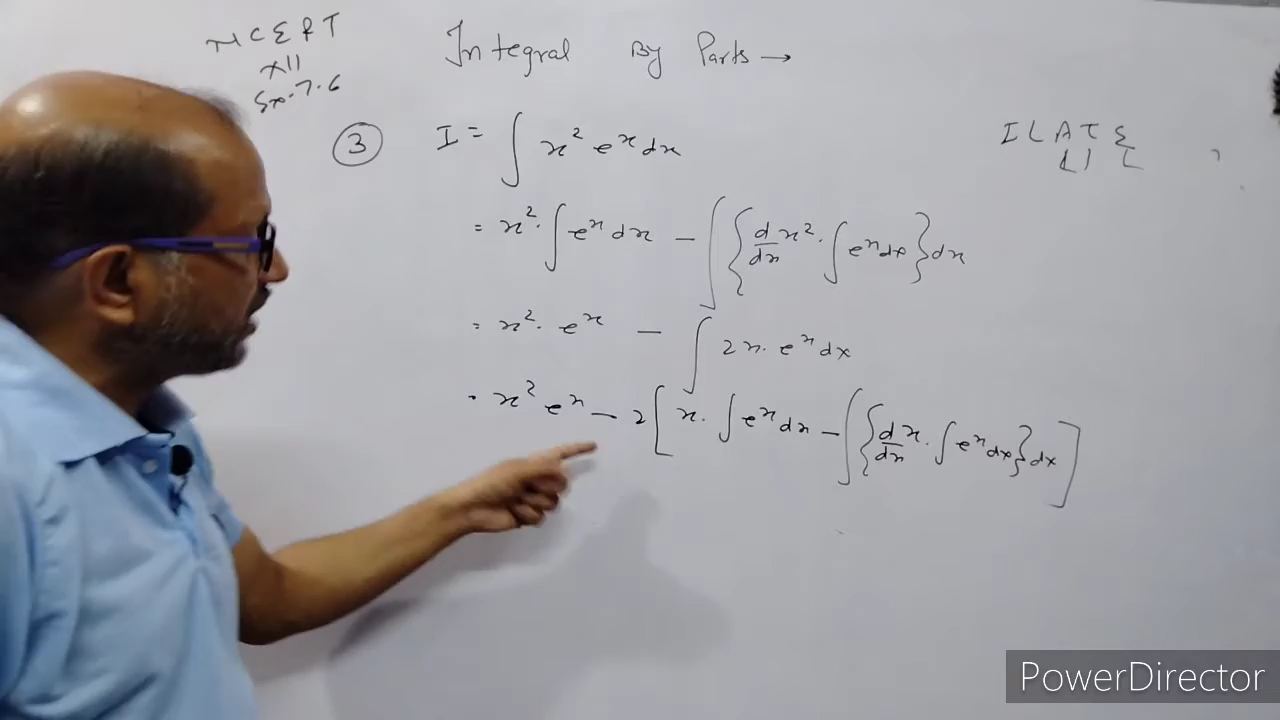 NCERT
XII
Ex. 7.6
Integral By Parts →
③ I = ∫ x² eˣ dx
I L A T E
= x² · ∫ eˣ dx − ∫ { d/dx x² · ∫ eˣ dx } dx
= x² · eˣ − ∫ 2x · eˣ dx
= x² eˣ − 2 [ x · ∫ eˣ dx − ∫ { d/dx x · ∫ eˣ dx } dx ]
PowerDirector